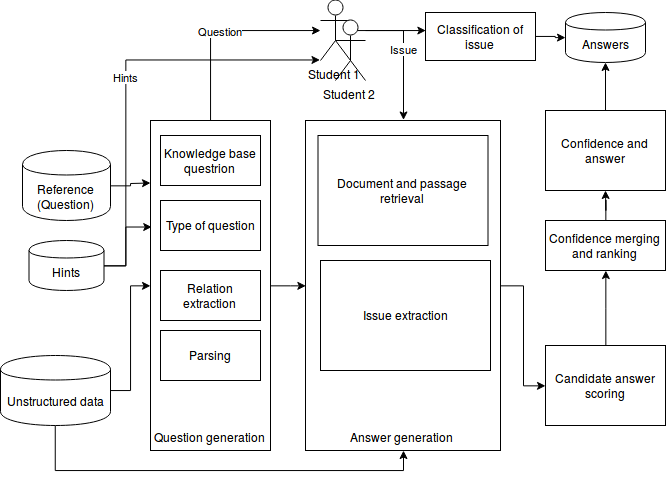 Question
Issue
Classification of
issue
Answers
Hints
Student 1
Student 2
Knowledge base
questrion
Document and passage
retrieval
Confidence and
answer
Reference
(Question)
Type of question
Confidence merging
and ranking
Hints
Relation
extraction
Issue extraction
Parsing
Candidate answer
scoring
Unstructured data
Question generation
Answer generation